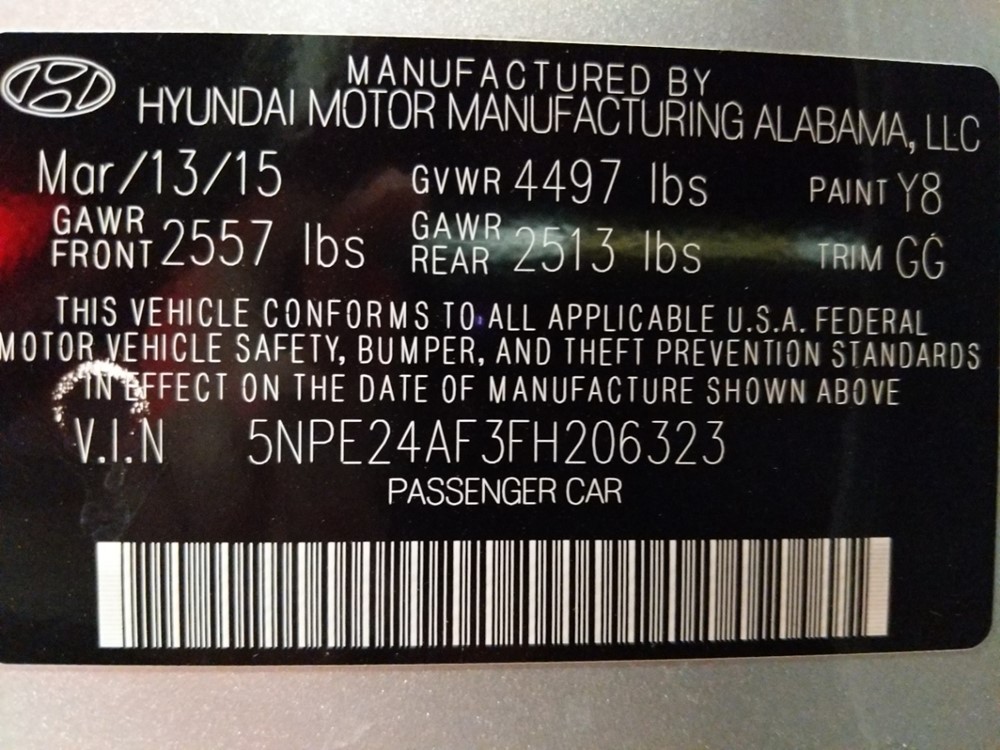 MANUFACTURED BY
HYUNDAI MOTOR MANUFACTURING ALABAMA, LLC
Mar/13/15 GVWR 4497 lbs PAINT Y8
GAWR FRONT 2557 lbs GAWR REAR 2513 lbs TRIM GG
THIS VEHICLE CONFORMS TO ALL APPLICABLE U.S.A. FEDERAL
MOTOR VEHICLE SAFETY, BUMPER, AND THEFT PREVENTION STANDARDS
IN EFFECT ON THE DATE OF MANUFACTURE SHOWN ABOVE
V.I.N 5NPE24AF3FH206323
PASSENGER CAR